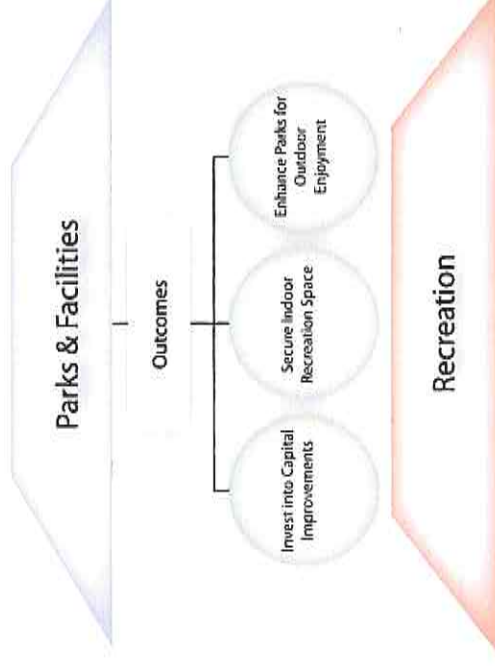 Parks & Facilities
Outcomes
Invest into Capital
Improvements
Secure Indoor
Recreation Space
Enhance Parks for
Outdoor
Enjoyment
Recreation